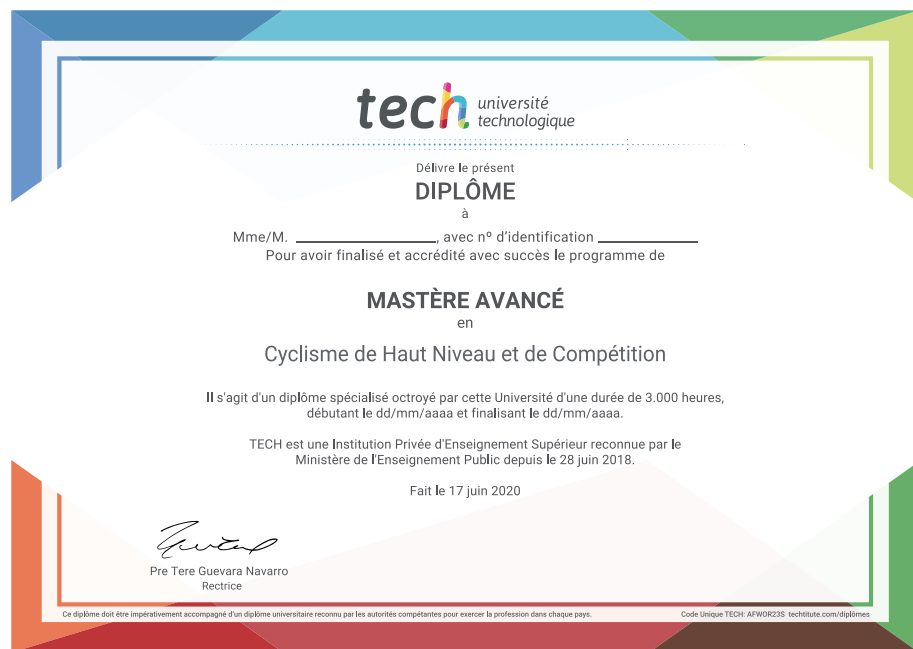 tech université
technologique
Délivre le présent
DIPLÔME
à
Mme/M. ____________, avec nº d'identification ____________
Pour avoir finalisé et accrédité avec succès le programme de
MASTÈRE AVANCÉ
en
Cyclisme de Haut Niveau et de Compétition
Il s'agit d'un diplôme spécialisé octroyé par cette Université d'une durée de 3.000 heures,
débutant le dd/mm/aaaa et finalisant le dd/mm/aaaa.
TECH est une Institution Privée d'Enseignement Supérieur reconnue par le
Ministère de l'Enseignement Public depuis le 28 juin 2018.
Fait le 17 juin 2020
Pre Tere Guevara Navarro
Rectrice
Ce diplôme doit être impérativement accompagné d'un diplôme universitaire reconnu par les autorités compétentes pour exercer la profession dans chaque pays. Code Unique TECH: AFWOR23S techtitute.com/diplômes